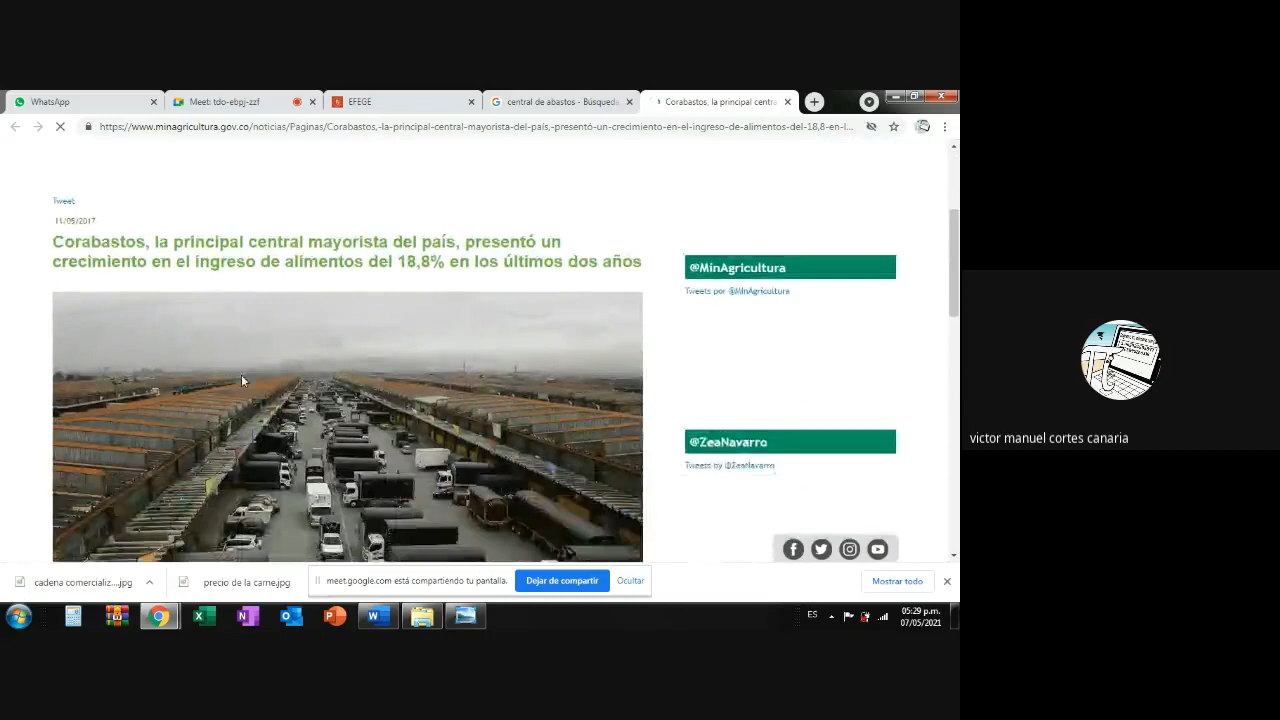 WhatsApp
Meet: tdo-ebpj-zzf
EFEGE
central de abastos - Búsqueda
Corabastos, la principal centra
https://www.minagricultura.gov.co/noticias/Paginas/Corabastos,-la-principal-central-mayorista-del-país,-presentó-un-crecimiento-en-el-ingreso-de-alimentos-del-18,8-en-l...
Tweet
11/05/2017
Corabastos, la principal central mayorista del país, presentó un
crecimiento en el ingreso de alimentos del 18,8% en los últimos dos años
@MinAgricultura
Tweets por @MinAgricultura
@ZeaNavarro
Tweets by @ZeaNavarro
victor manuel cortes canaria
cadena comercializ....jpg
precio de la carne.jpg
meet.google.com está compartiendo tu pantalla.
Dejar de compartir
Ocultar
Mostrar todo
ES
05:29 p.m.
07/05/2021